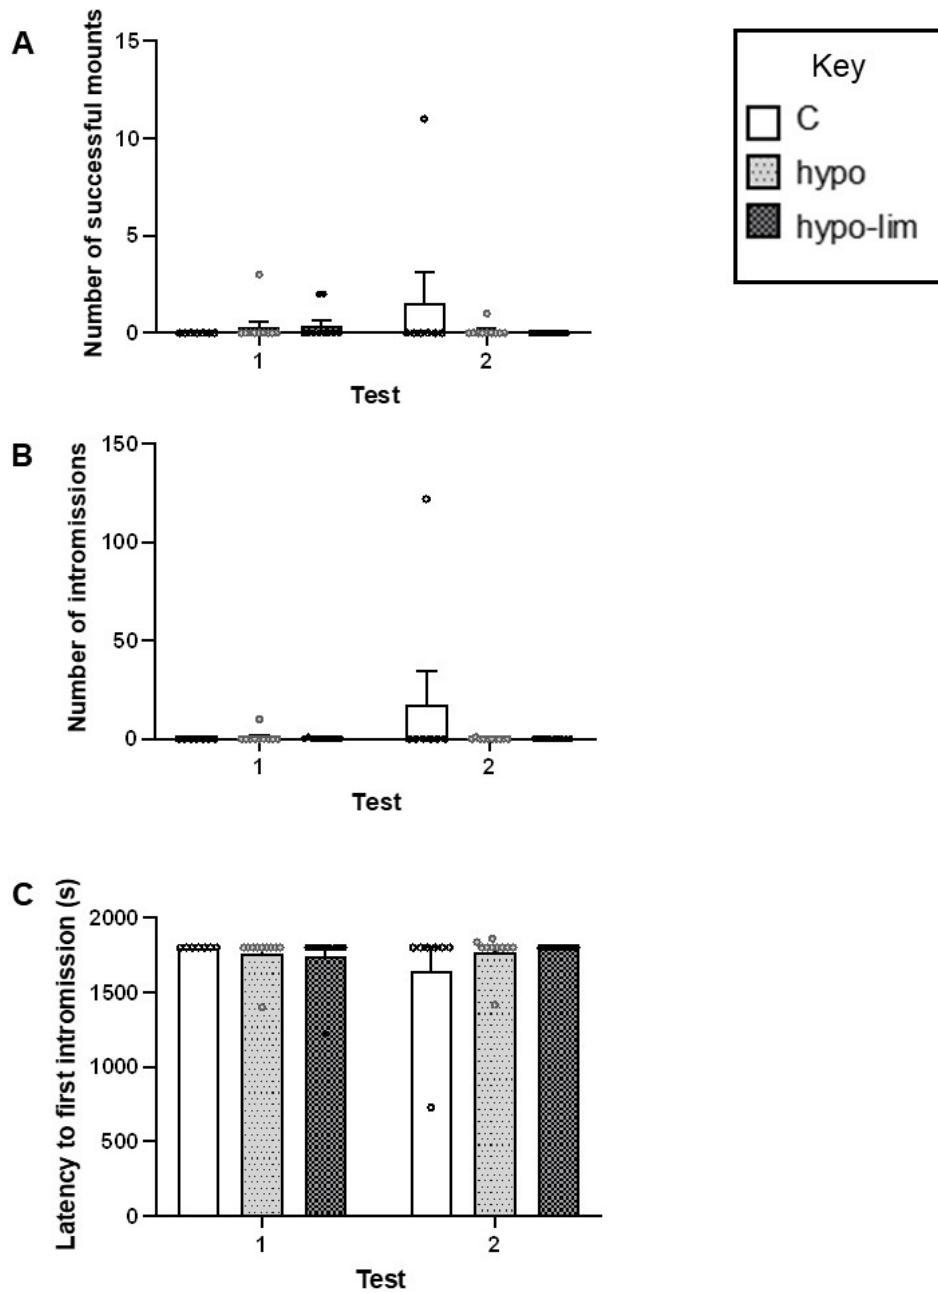 A
Number of successful mounts
15
10
5
0
1
2
Test
Key
C
hypo
hypo-lim
B
Number of intromissions
150
100
50
0
1
2
Test
C
Latency to first intromission (s)
2000
1500
1000
500
0
1
2
Test